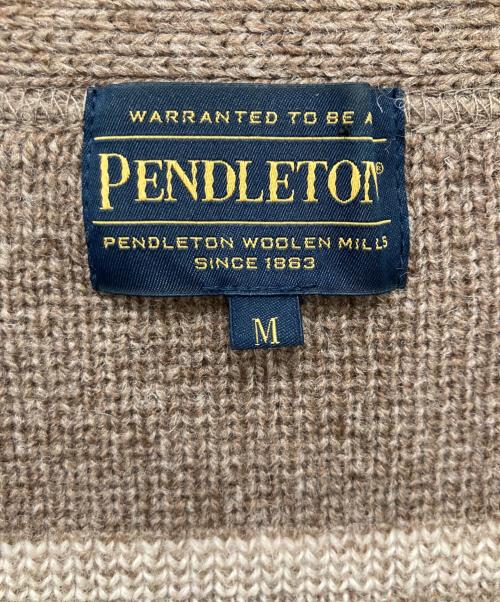 WARRANTED TO BE A
PENDLETON®
PENDLETON WOOLEN MILLS
SINCE 1863
M